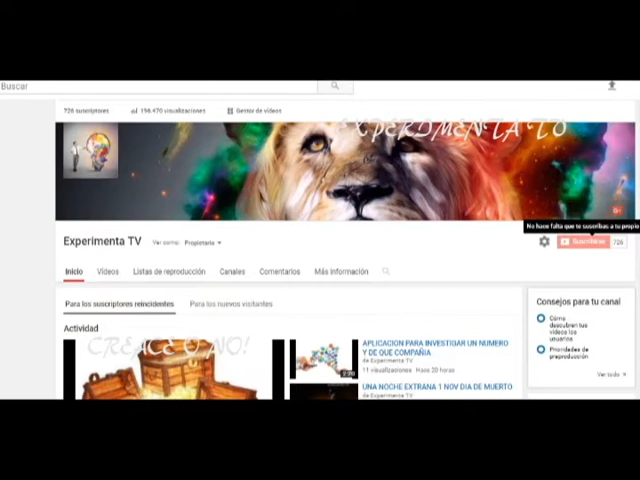 Buscar
726 suscriptores 196.470 visualizaciones Gestor de vídeos
EXPERIMENTA TV
No hace falta que te suscribas a tu propio
Experimenta TV Ver como: Propietario
Suscribirse 726
Inicio Vídeos Listas de reproducción Canales Comentarios Más información
Para los suscriptores reincidentes Para los nuevos visitantes
Consejos para tu canal
Cómo
descubren tus
vídeos los
usuarios
Prioridades de
preproducción
Ver todo
Actividad
CREACE O NO!
APLICACION PARA INVESTIGAR UN NUMERO
Y DE QUE COMPAÑIA
de Experimenta TV
11 visualizaciones Hace 20 horas
UNA NOCHE EXTRANA 1 NOV DIA DE MUERTO
de Experimenta TV